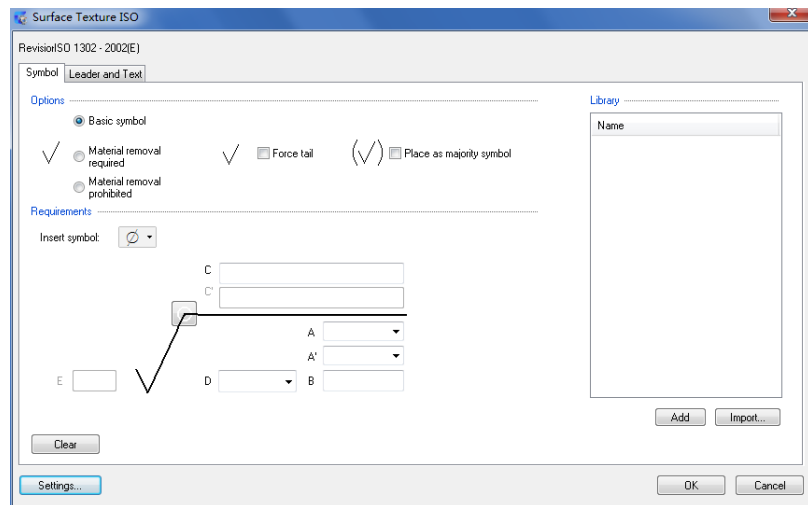 Surface Texture ISO
RevisionISO 1302 - 2002(E)
Symbol Leader and Text
Options
Library
Basic symbol
Name
Material removal
required
Force tail
Place as majority symbol
Material removal
prohibited
Requirements
Insert symbol:
C
C'
A
A'
E
D
B
Add
Import...
Clear
Settings...
OK
Cancel